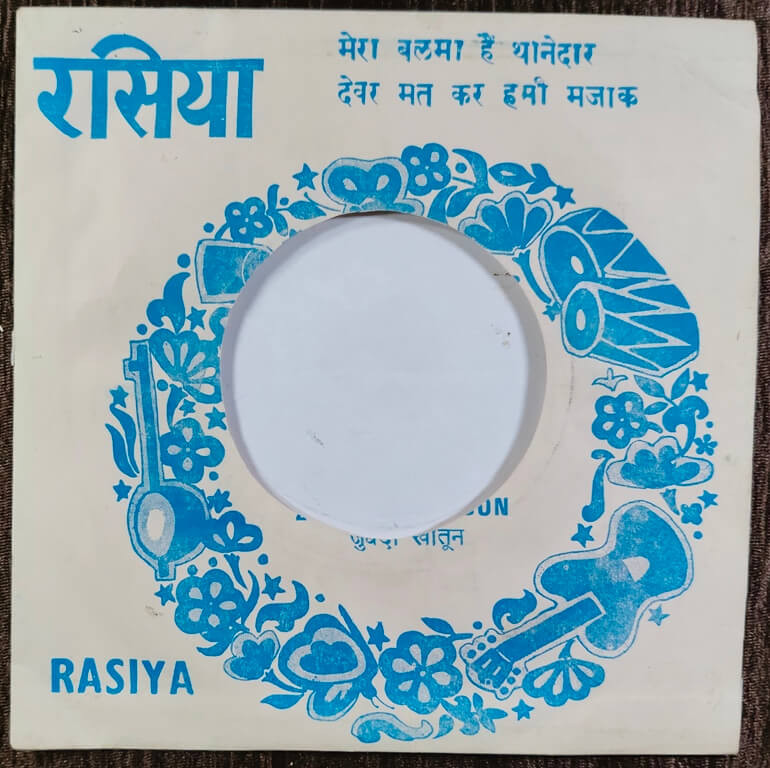 रसिया
मेरा बलमा हैं थानेदार
देवर मत कर हमी मजाक
खातून
RASIYA